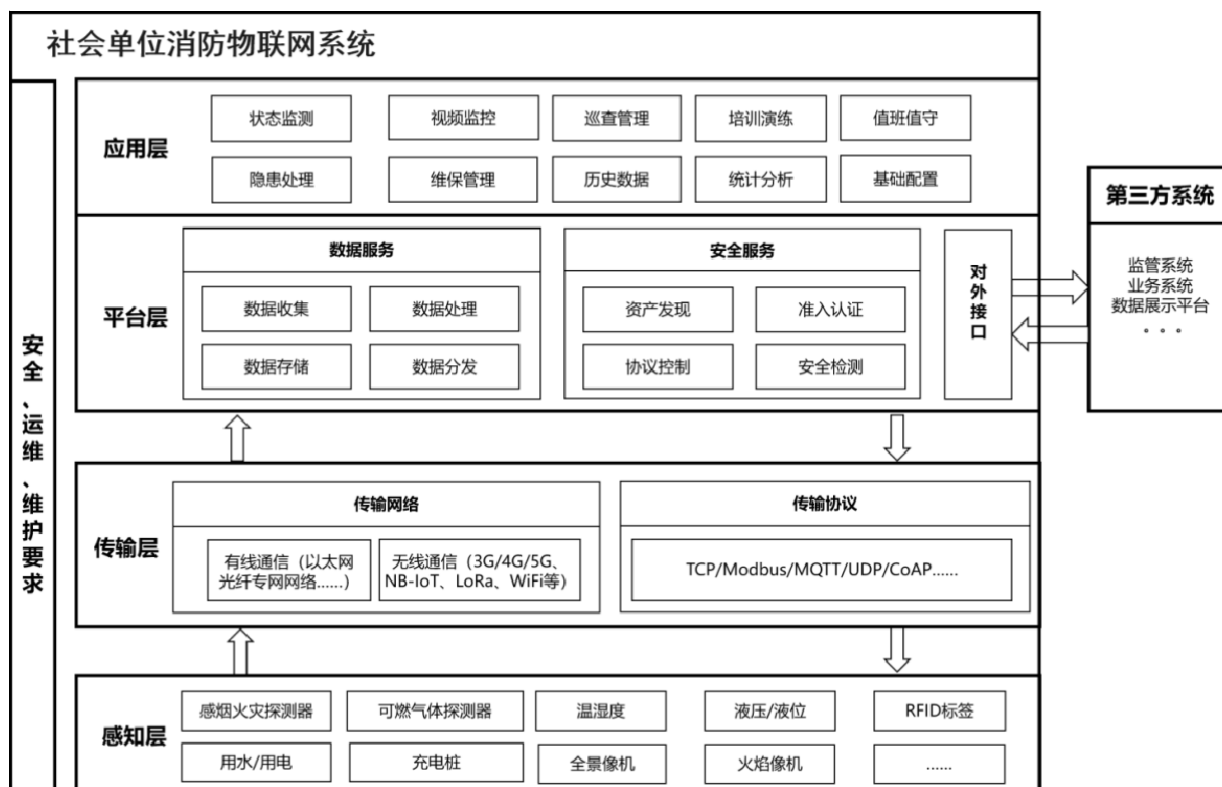 社会单位消防物联网系统
安全、运维、维护要求
应用层
状态监测
视频监控
巡查管理
培训演练
值班值守
隐患处理
维保管理
历史数据
统计分析
基础配置
平台层
数据服务
数据收集
数据处理
数据存储
数据分发
安全服务
资产发现
准入认证
协议控制
安全检测
对外接口
第三方系统
监管系统
业务系统
数据展示平台
。。。
传输层
传输网络
有线通信（以太网
光纤专网网络......）
无线通信（3G/4G/5G、
NB-IoT、LoRa、WiFi等）
传输协议
TCP/Modbus/MQTT/UDP/CoAP......
感知层
感烟火灾探测器
可燃气体探测器
温湿度
液压/液位
RFID标签
用水/用电
充电桩
全景像机
火焰像机
......